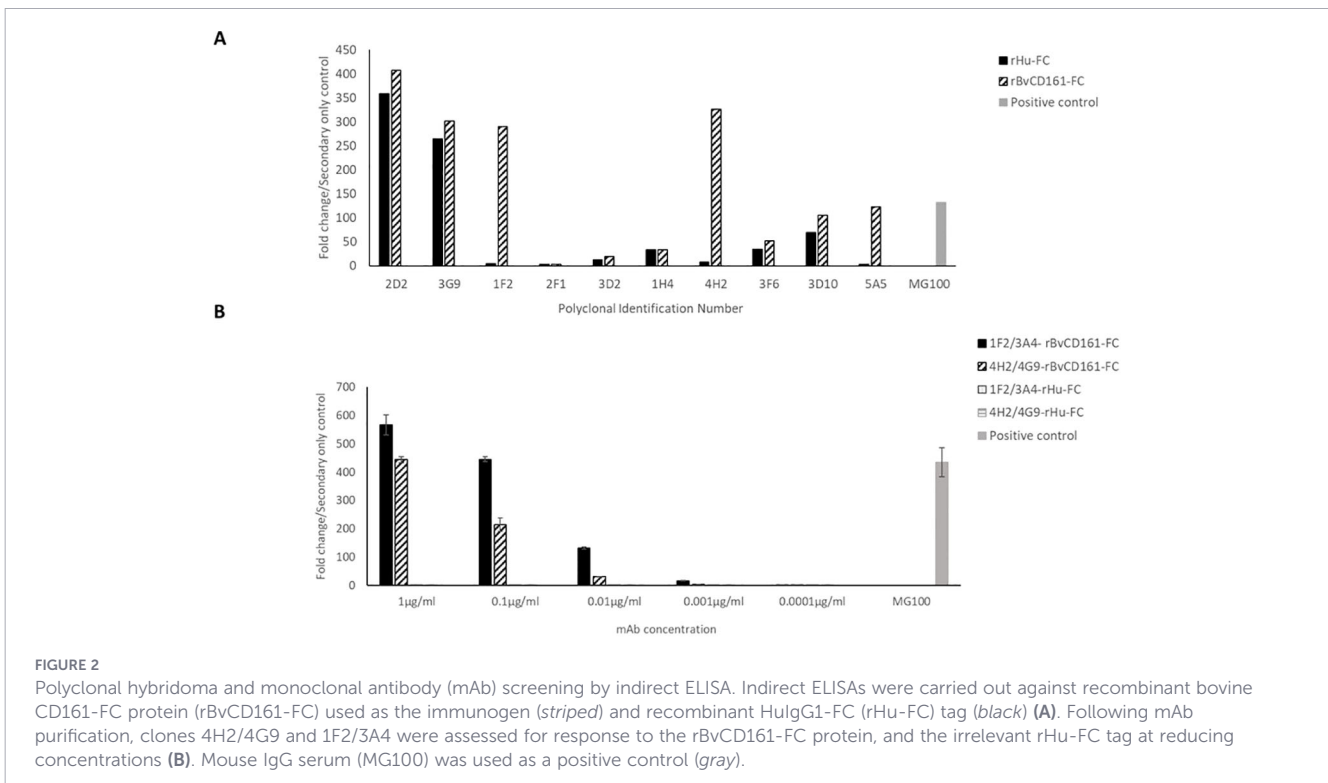 A
Fold change/Secondary only control
450
400
350
300
250
200
150
100
50
0
2D2 3G9 1F2 2F1 3D2 1H4 4H2 3F6 3D10 5A5 MG100
Polyclonal Identification Number
rHu-FC
rBvCD161-FC
Positive control
B
Fold change/Secondary only control
700
600
500
400
300
200
100
0
1µg/ml 0.1µg/ml 0.01µg/ml 0.001µg/ml 0.0001µg/ml MG100
mAb concentration
1F2/3A4- rBvCD161-FC
4H2/4G9-rBvCD161-FC
1F2/3A4-rHu-FC
4H2/4G9-rHu-FC
Positive control
FIGURE 2
Polyclonal hybridoma and monoclonal antibody (mAb) screening by indirect ELISA. Indirect ELISAs were carried out against recombinant bovine
CD161-FC protein (rBvCD161-FC) used as the immunogen (striped) and recombinant HuIgG1-FC (rHu-FC) tag (black) (A). Following mAb
purification, clones 4H2/4G9 and 1F2/3A4 were assessed for response to the rBvCD161-FC protein, and the irrelevant rHu-FC tag at reducing
concentrations (B). Mouse IgG serum (MG100) was used as a positive control (gray).